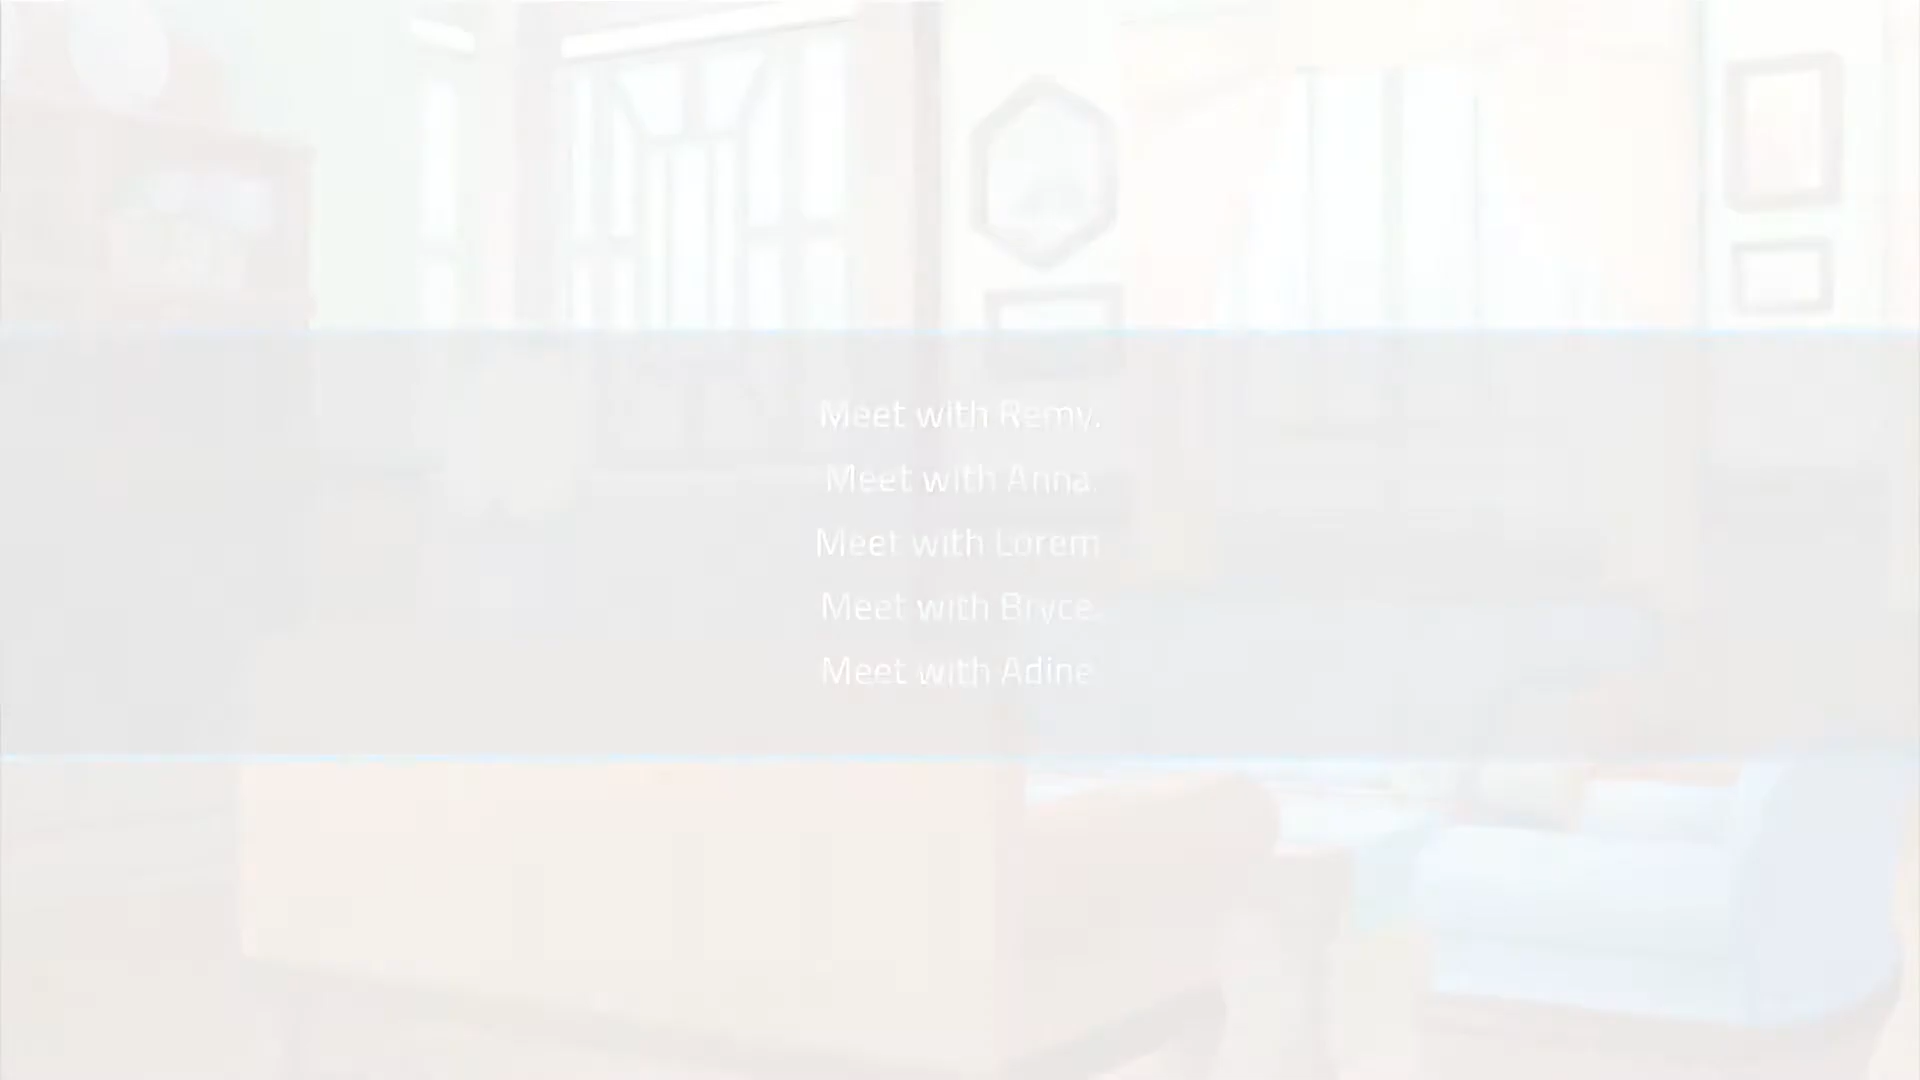 Meet with Remy.
Meet with Anna.
Meet with Lorem.
Meet with Bryce.
Meet with Adine.